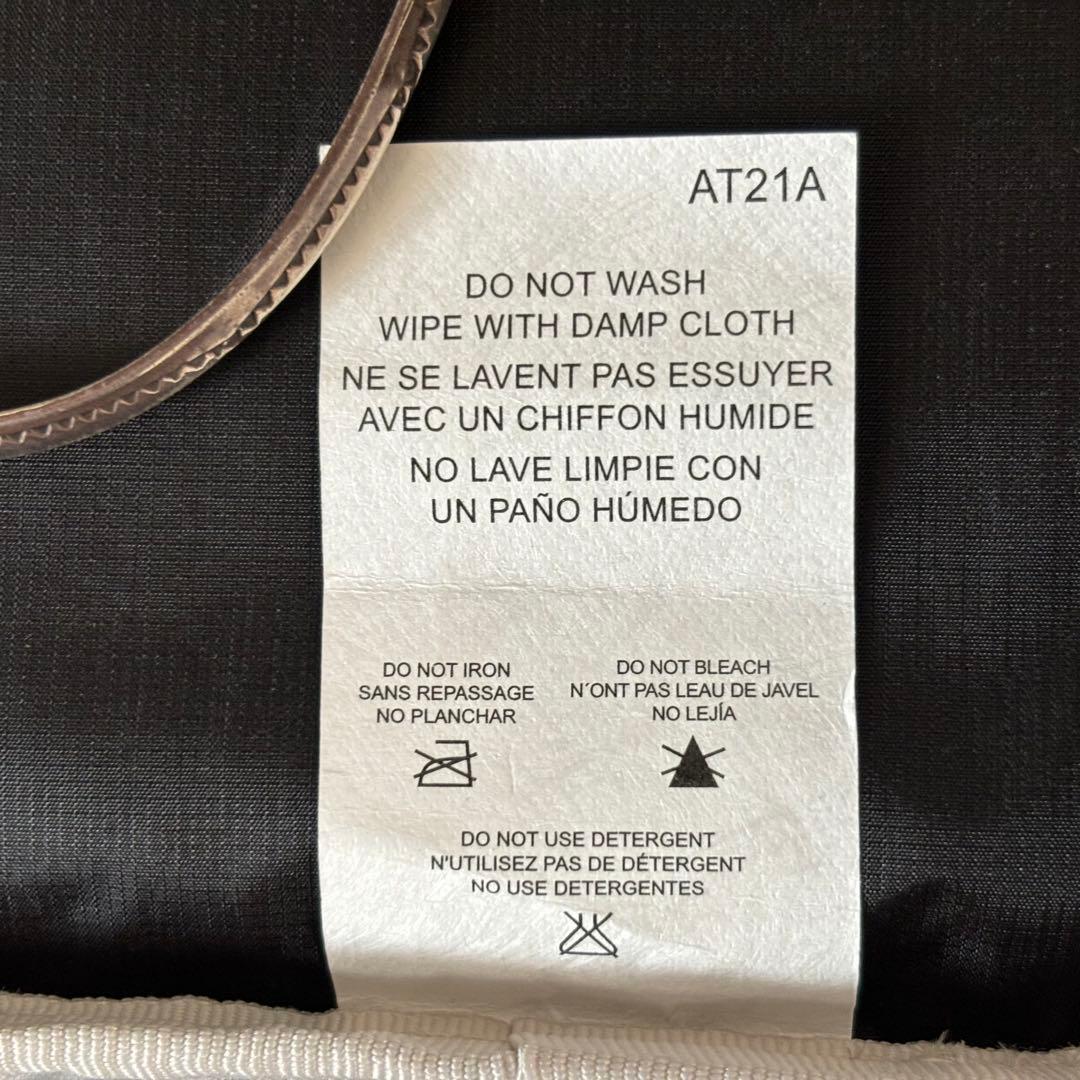 AT21A
DO NOT WASH
WIPE WITH DAMP CLOTH
NE SE LAVENT PAS ESSUYER
AVEC UN CHIFFON HUMIDE
NO LAVE LIMPIE CON
UN PAÑO HÚMEDO
DO NOT IRON
SANS REPASSAGE
NO PLANCHAR
DO NOT BLEACH
N´ONT PAS LEAU DE JAVEL
NO LEJÍA
DO NOT USE DETERGENT
N'UTILISEZ PAS DE DÉTERGENT
NO USE DETERGENTES